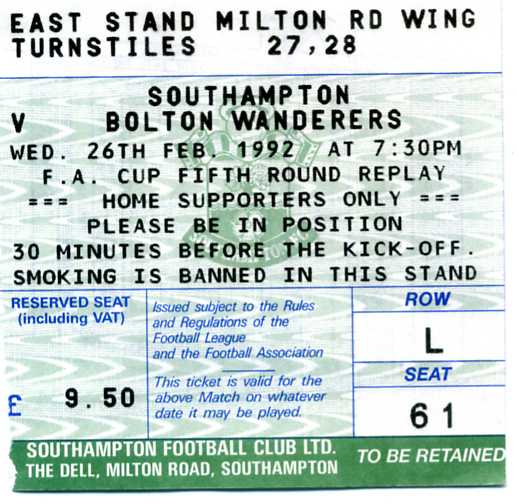 EAST STAND MILTON RD WING
TURNSTILES 27,28
SOUTHAMPTON
V BOLTON WANDERERS
WED. 26TH FEB. 1992 AT 7:30PM
F.A. CUP FIFTH ROUND REPLAY
=== HOME SUPPORTERS ONLY ===
PLEASE BE IN POSITION
30 MINUTES BEFORE THE KICK-OFF.
SMOKING IS BANNED IN THIS STAND
RESERVED SEAT
(including VAT)
£ 9.50
Issued subject to the Rules
and Regulations of the
Football League
and the Football Association
This ticket is valid for the
above Match on whatever
date it may be played.
ROW
L
SEAT
61
SOUTHAMPTON FOOTBALL CLUB LTD.
THE DELL, MILTON ROAD, SOUTHAMPTON
TO BE RETAINED